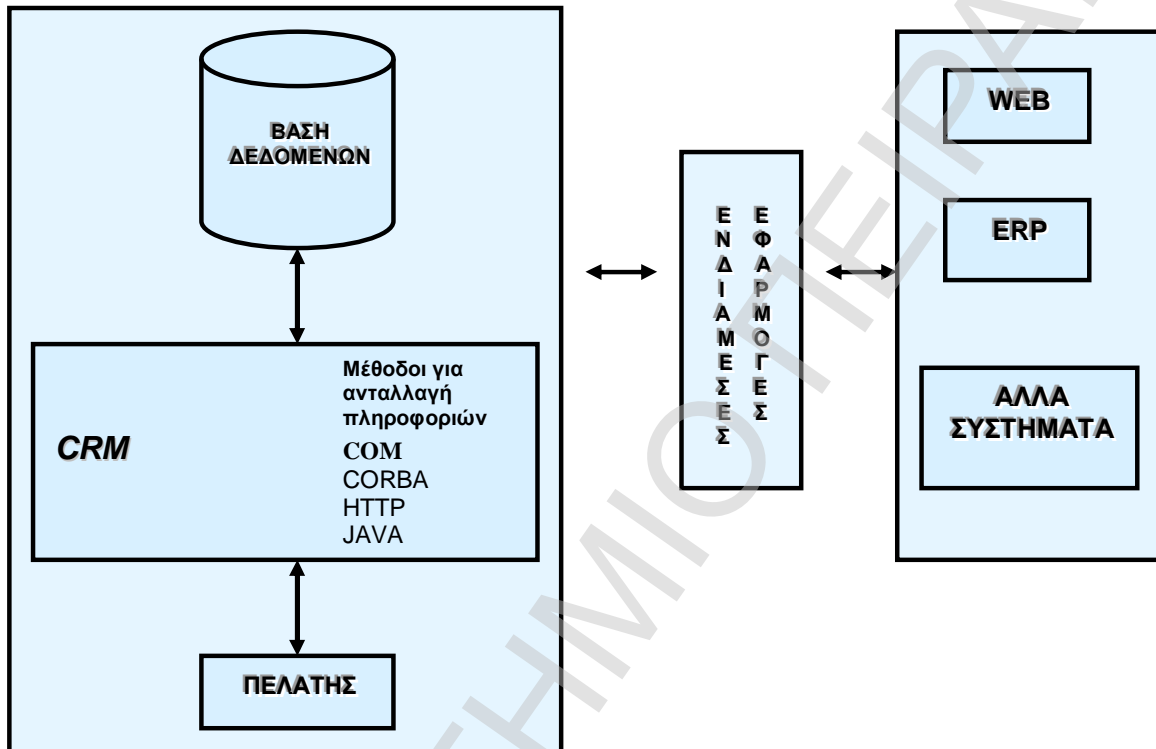 ΒΑΣΗ
ΔΕΔΟΜΕΝΩΝ
CRM
Μέθοδοι για
ανταλλαγή
πληροφοριών
COM
CORBA
HTTP
JAVA
ΠΕΛΑΤΗΣ
ΕΝΔΙΑΜΕΣΕΣ
ΕΦΑΡΜΟΓΕΣ
WEB
ERP
ΑΛΛΑ
ΣΥΣΤΗΜΑΤΑ